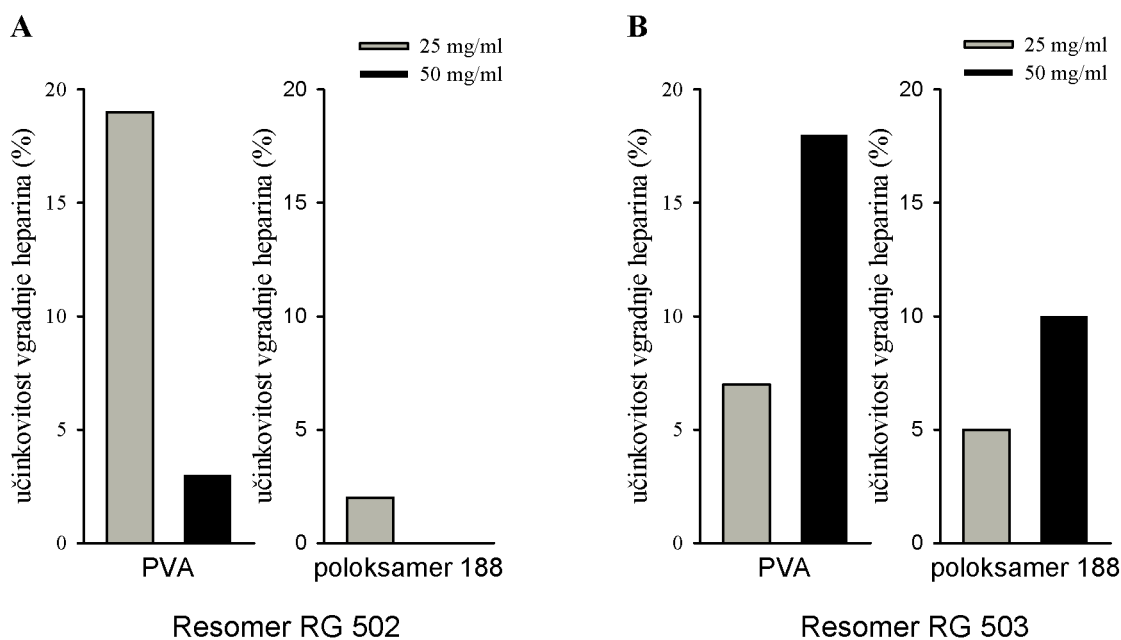 A
25 mg/ml
50 mg/ml
učinkovitost vgradnje heparina (%)
20
15
10
5
0
PVA
učinkovitost vgradnje heparina (%)
20
15
10
5
0
poloksamer 188
Resomer RG 502
B
25 mg/ml
50 mg/ml
učinkovitost vgradnje heparina (%)
20
15
10
5
0
PVA
učinkovitost vgradnje heparina (%)
20
15
10
5
0
poloksamer 188
Resomer RG 503